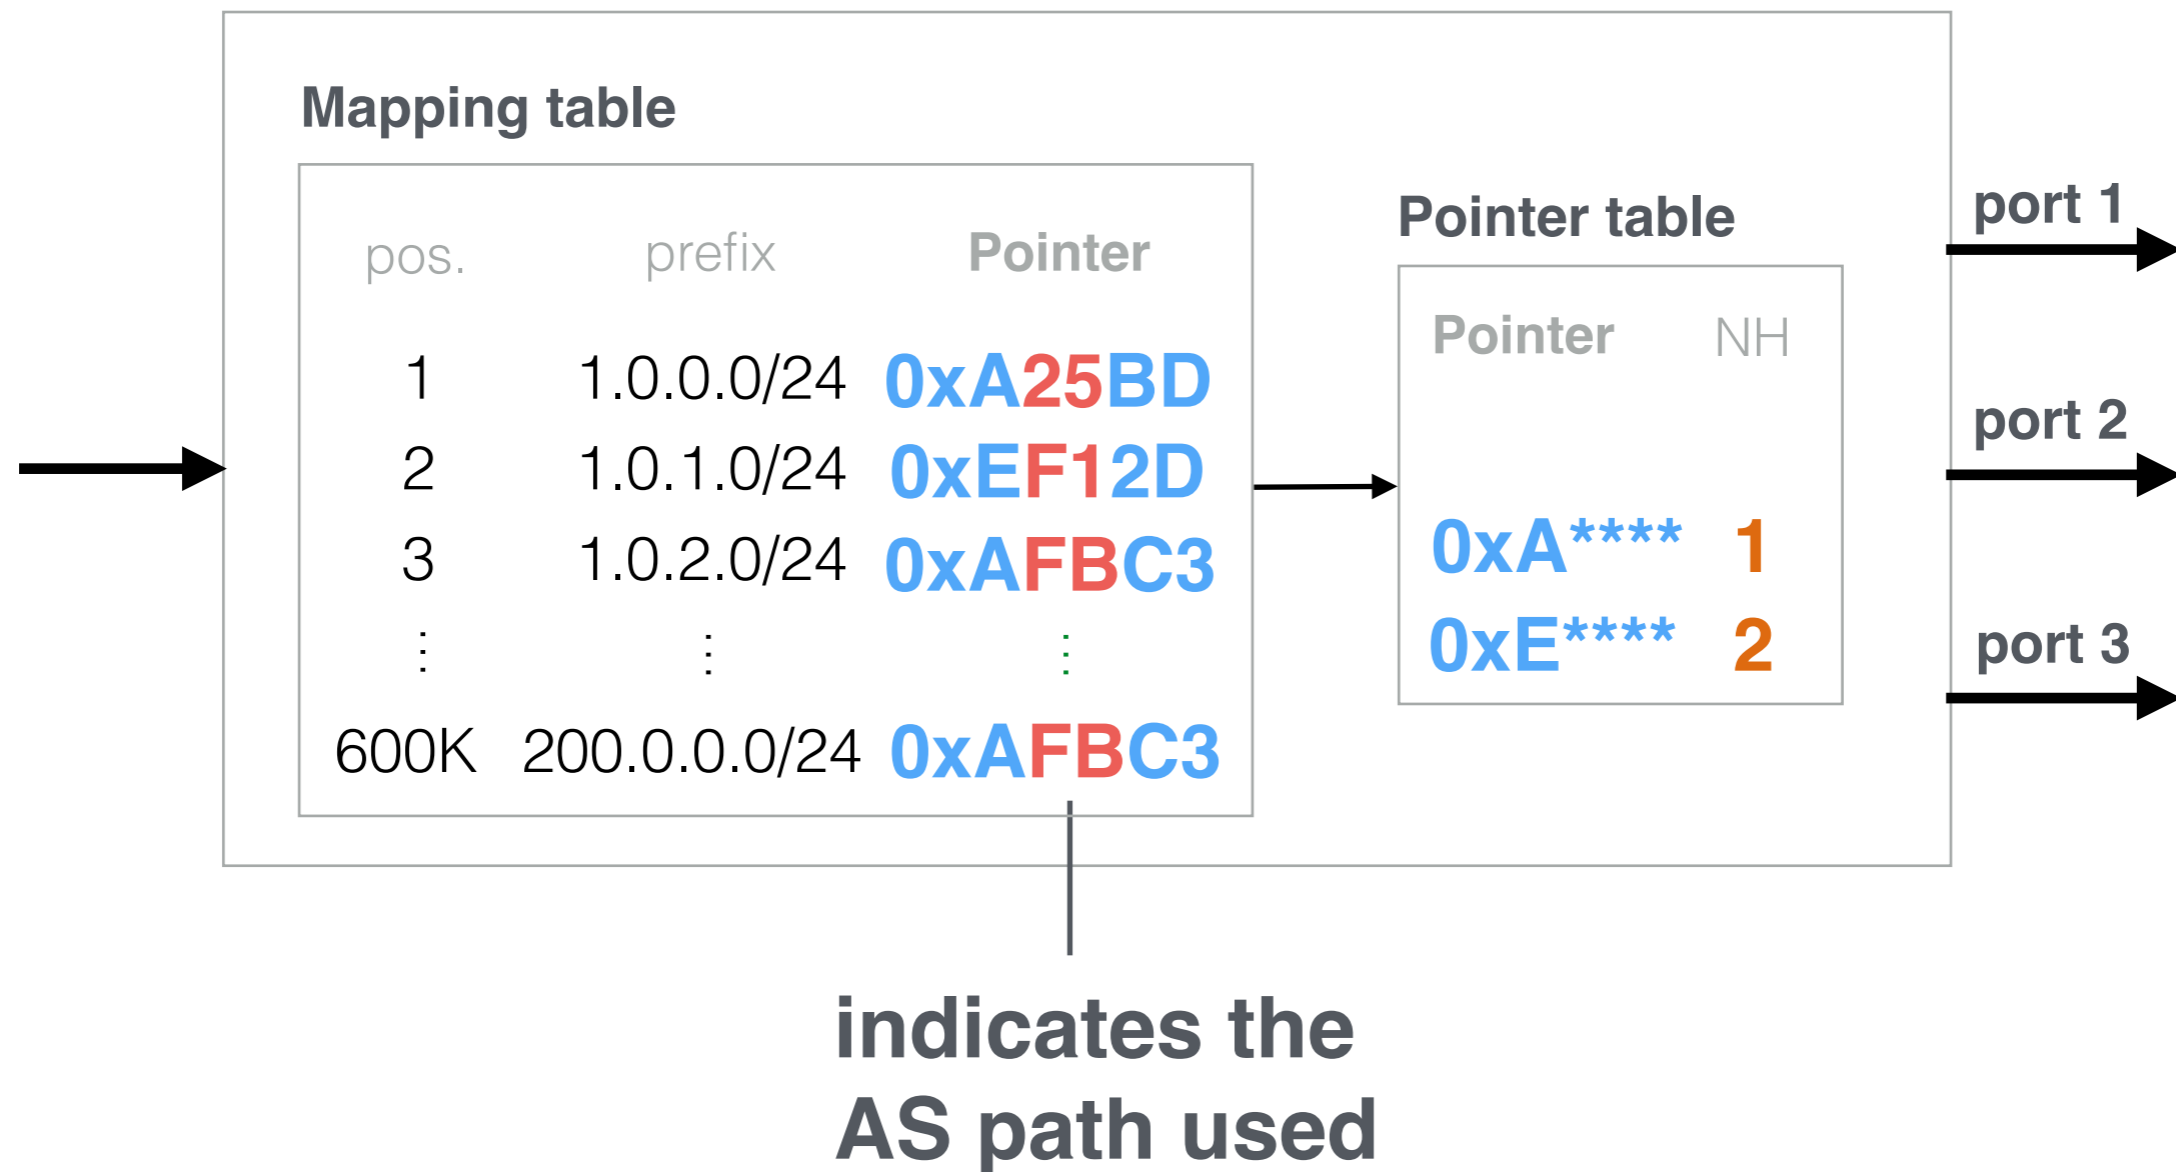 Mapping table
pos. prefix Pointer
1 1.0.0.0/24 0xA25BD
2 1.0.1.0/24 0xEF12D
3 1.0.2.0/24 0xAFBC3
⋮ ⋮ ⋮
600K 200.0.0.0/24 0xAFBC3
Pointer table
Pointer NH
0xA**** 1
0xE**** 2
port 1
port 2
port 3
indicates the
AS path used